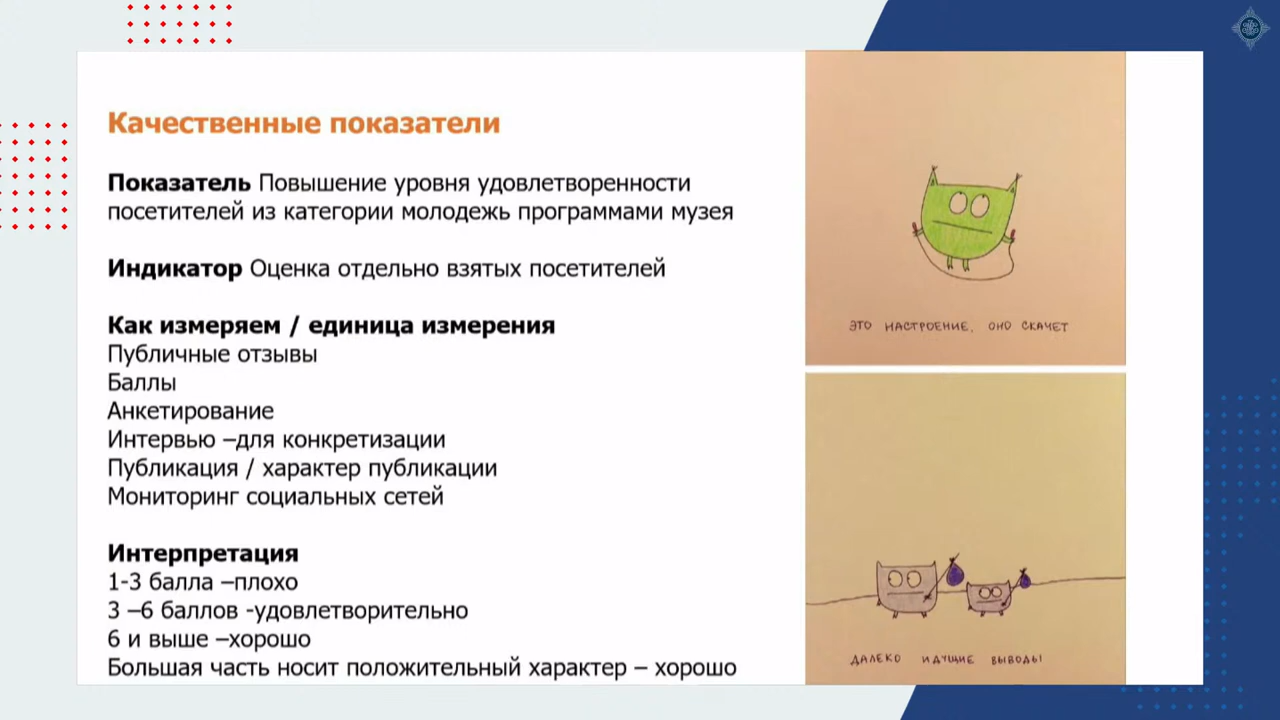 Качественные показатели
Показатель Повышение уровня удовлетворенности
посетителей из категории молодежь программами музея
Индикатор Оценка отдельно взятых посетителей
Как измеряем / единица измерения
Публичные отзывы
Баллы
Анкетирование
Интервью –для конкретизации
Публикация / характер публикации
Мониторинг социальных сетей
Интерпретация
1-3 балла –плохо
3 –6 баллов -удовлетворительно
6 и выше –хорошо
Большая часть носит положительный характер – хорошо
ЭТО НАСТРОЕНИЕ. ОНО СКАЧЕТ
ДАЛЕКО ИДУЩИЕ ВЫВОДЫ